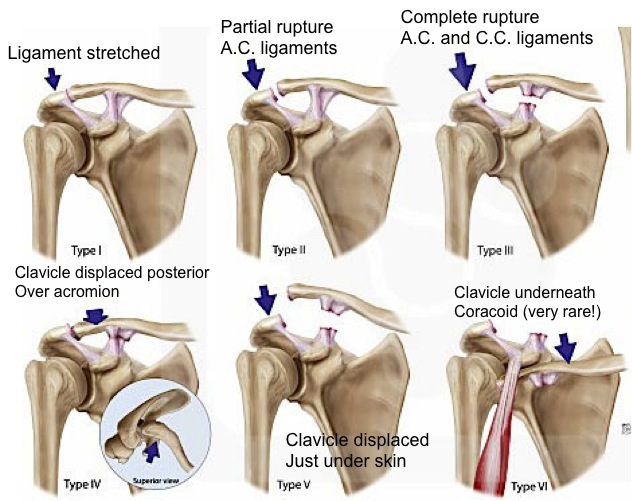 Ligament stretched
Partial rupture
A.C. ligaments
Complete rupture
A.C. and C.C. ligaments
Type I
Type II
Type III
Clavicle displaced posterior
Over acromion
Clavicle underneath
Coracoid (very rare!)
Clavicle displaced
Just under skin
Type IV
Superior view
Type V
Type VI